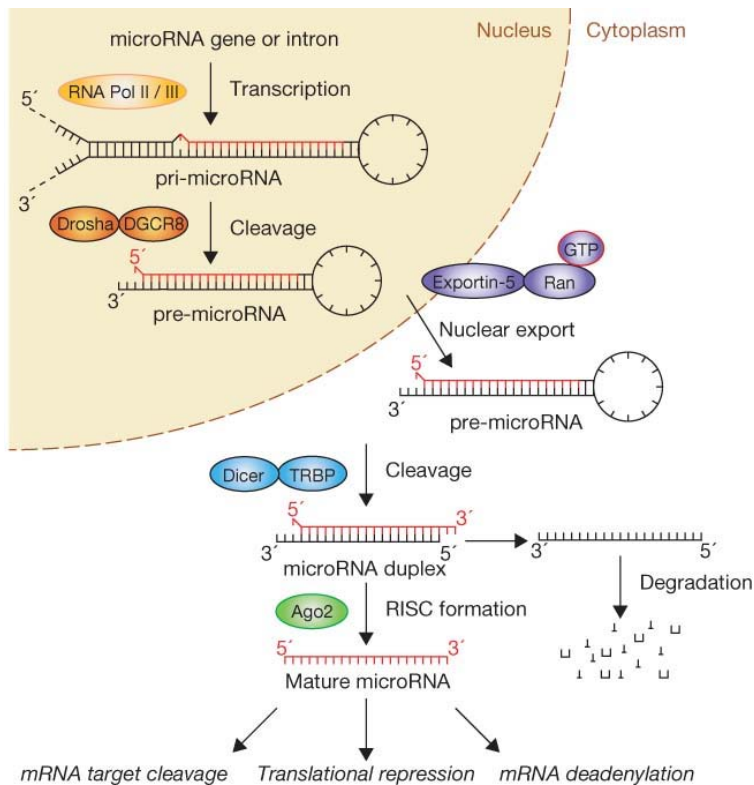 microRNA gene or intron
Nucleus
Cytoplasm
RNA Pol II / III
Transcription
5´
3´
pri-microRNA
Drosha
DGCR8
Cleavage
5´
3´
pre-microRNA
GTP
Exportin-5
Ran
Nuclear export
5´
3´
pre-microRNA
Dicer
TRBP
Cleavage
5´
3´
3´
5´
microRNA duplex
3´
5´
Degradation
Ago2
RISC formation
5´
3´
Mature microRNA
mRNA target cleavage
Translational repression
mRNA deadenylation